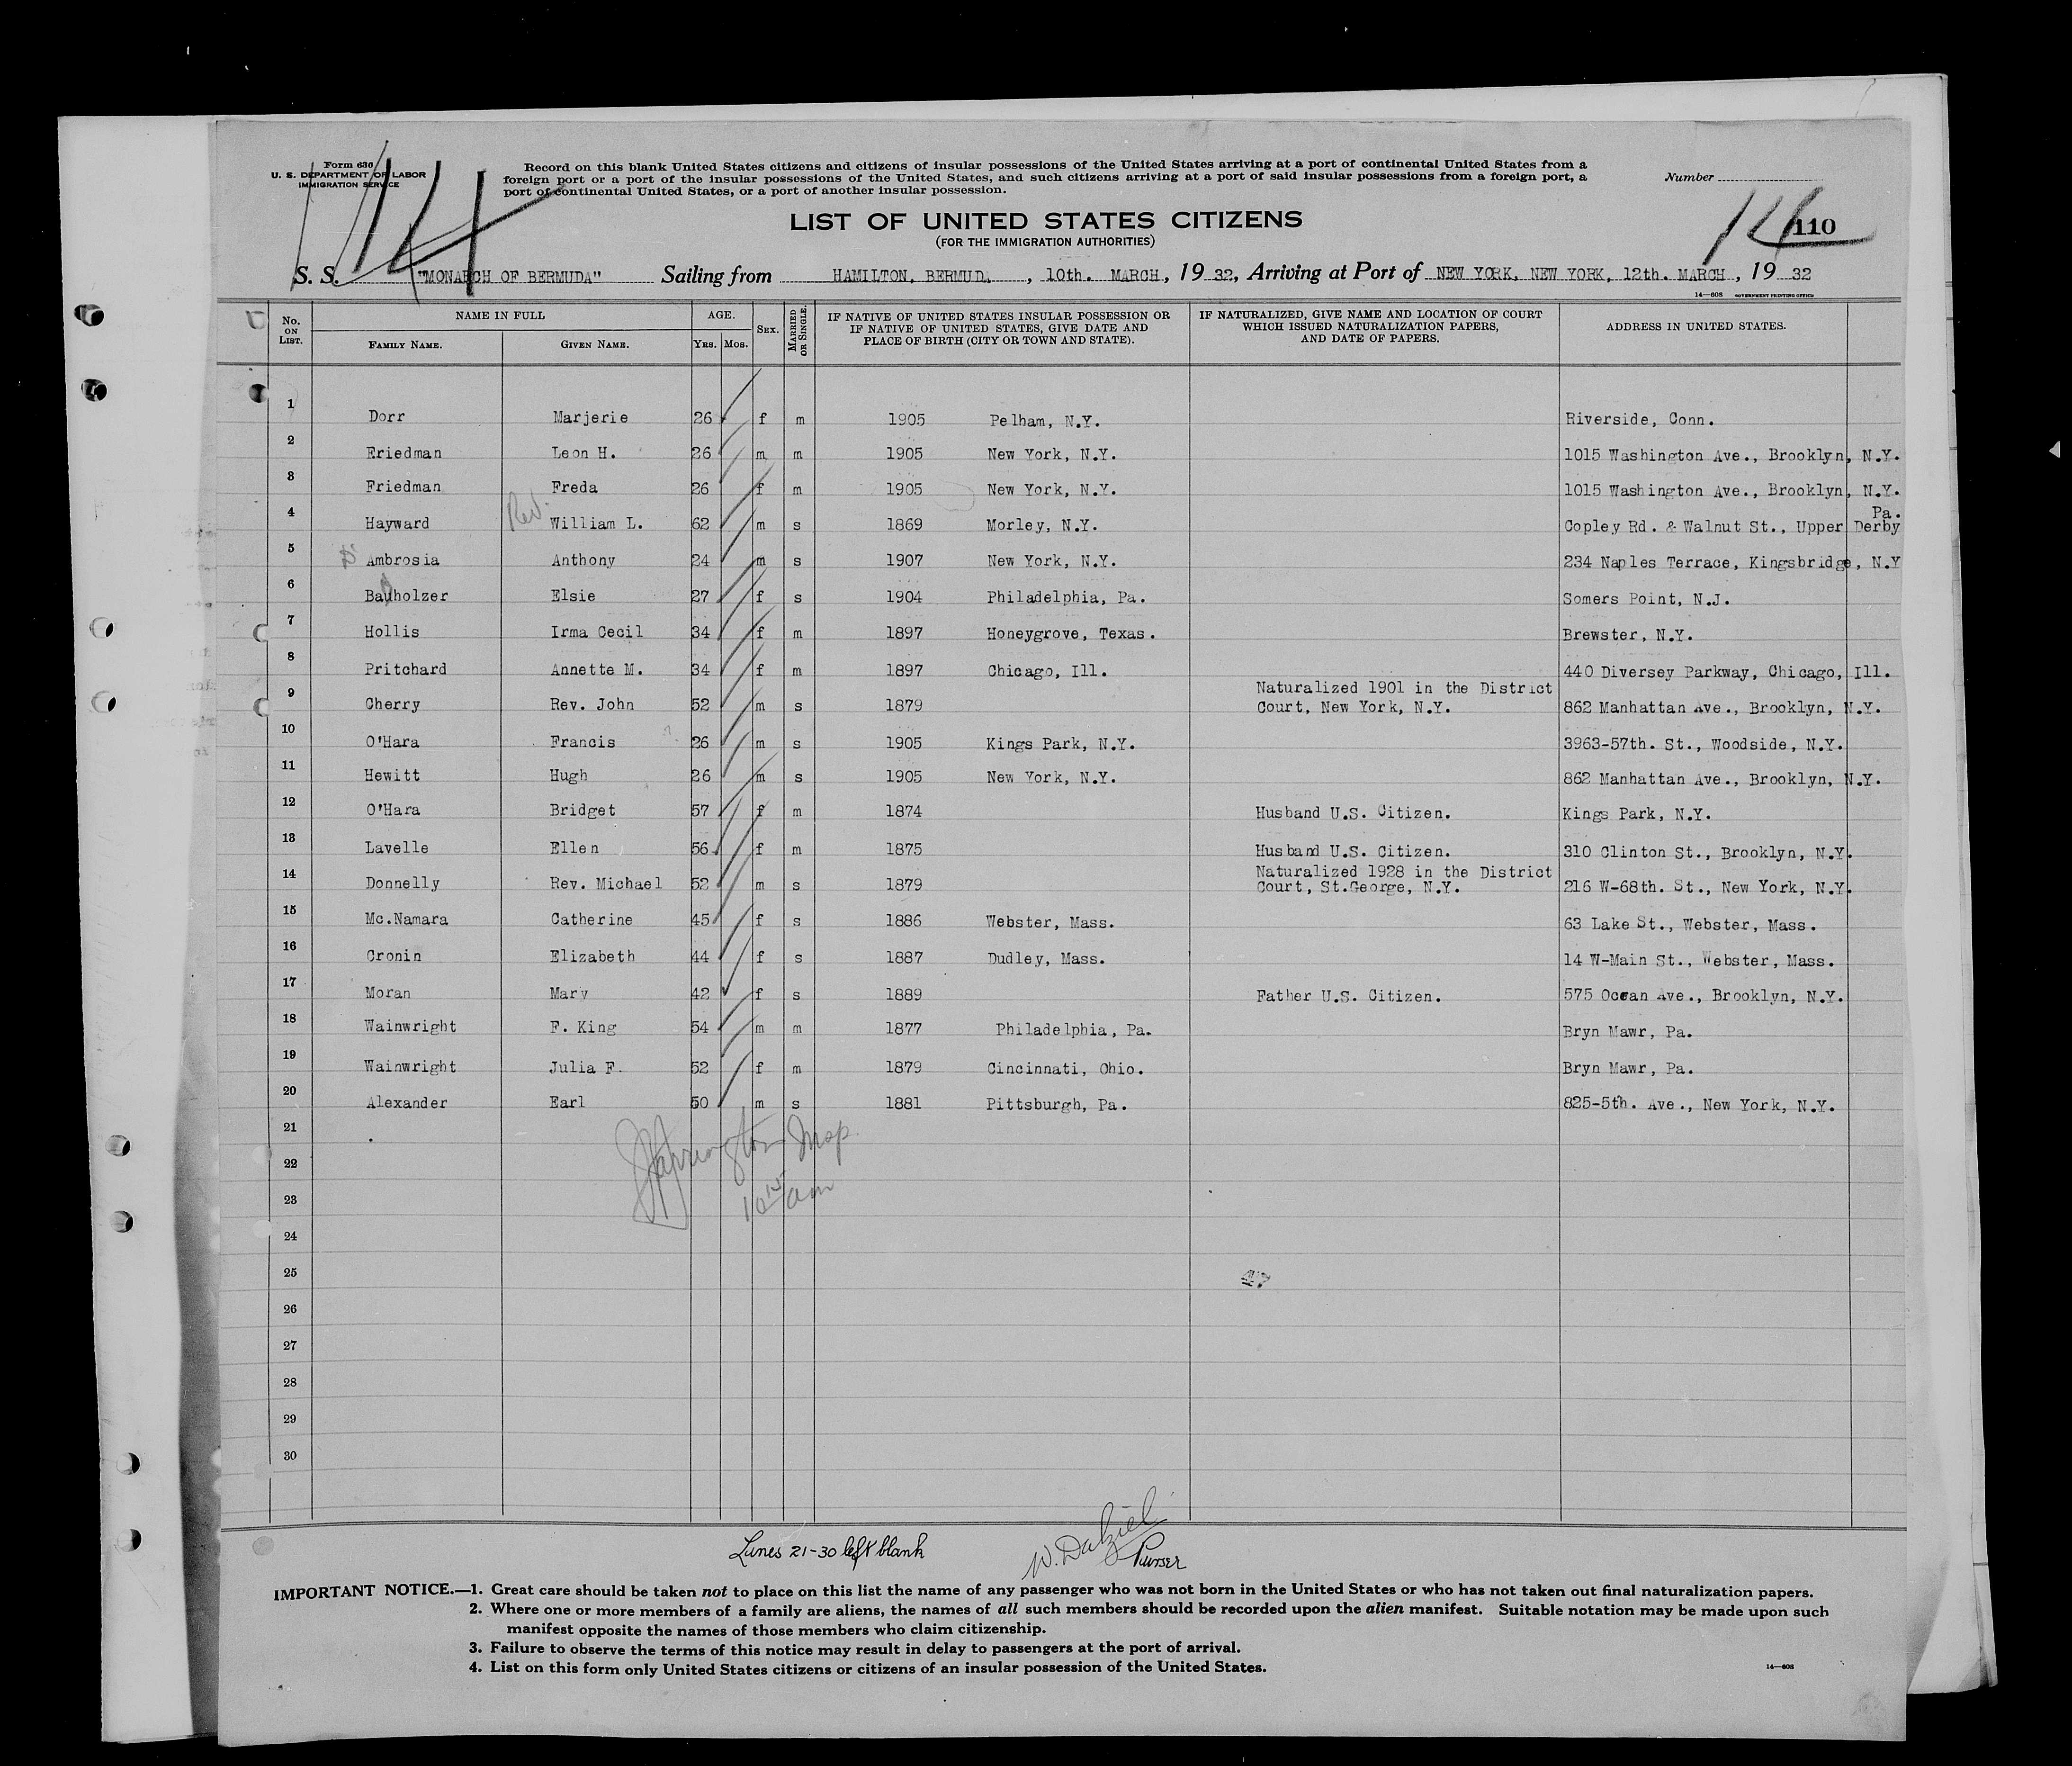 Form 630
U. S. DEPARTMENT OF LABOR
IMMIGRATION SERVICE
Record on this blank United States citizens and citizens of insular possessions of the United States arriving at a port of continental United States from a
foreign port or a port of the insular possessions of the United States, and such citizens arriving at a port of said insular possessions from a foreign port, a
port of continental United States, or a port of another insular possession.
Number
14
14
110
LIST OF UNITED STATES CITIZENS
(FOR THE IMMIGRATION AUTHORITIES)
S. S. "MONARCH OF BERMUDA" Sailing from HAMILTON, BERMUDA, 10th. MARCH, 19 32, Arriving at Port of NEW YORK, NEW YORK, 12th. MARCH, 19 32
14—608 GOVERNMENT PRINTING OFFICE
No. ON LIST. NAME IN FULL FAMILY NAME. GIVEN NAME. AGE. YRS. MOS. SEX. MARRIED OR SINGLE. IF NATIVE OF UNITED STATES INSULAR POSSESSION OR IF NATIVE OF UNITED STATES, GIVE DATE AND PLACE OF BIRTH (CITY OR TOWN AND STATE). IF NATURALIZED, GIVE NAME AND LOCATION OF COURT WHICH ISSUED NATURALIZATION PAPERS, AND DATE OF PAPERS. ADDRESS IN UNITED STATES.
1 Dorr Marjerie 26 f m 1905 Pelham, N.Y. Riverside, Conn.
2 Eriedman Leon H. 26 m m 1905 New York, N.Y. 1015 Washington Ave., Brooklyn, N.Y.
3 Friedman Freda 26 f m 1905 New York, N.Y. 1015 Washington Ave., Brooklyn, N.Y.
4 Hayward Rev. William L. 62 m s 1869 Morley, N.Y. Copley Rd. & Walnut St., Upper Derby Pa.
5 Ambrosia Anthony 24 m s 1907 New York, N.Y. 234 Naples Terrace, Kingsbridge, N.Y
6 Bauholzer Elsie 27 f s 1904 Philadelphia, Pa. Somers Point, N.J.
7 Hollis Irma Cecil 34 f m 1897 Honeygrove, Texas. Brewster, N.Y.
8 Pritchard Annette M. 34 f m 1897 Chicago, Ill. 440 Diversey Parkway, Chicago, Ill.
9 Cherry Rev. John 52 m s 1879 Naturalized 1901 in the District Court, New York, N.Y. 862 Manhattan Ave., Brooklyn, N.Y.
10 O'Hara Francis 26 m s 1905 Kings Park, N.Y. 3963-57th. St., Woodside, N.Y.
11 Hewitt Hugh 26 m s 1905 New York, N.Y. 862 Manhattan Ave., Brooklyn, N.Y.
12 O'Hara Bridget 57 f m 1874 Husband U.S. Citizen. Kings Park, N.Y.
13 Lavelle Ellen 56 f m 1875 Husband U.S. Citizen. 310 Clinton St., Brooklyn, N.Y.
14 Donnelly Rev. Michael 52 m s 1879 Naturalized 1928 in the District Court, St.George, N.Y. 216 W-68th. St., New York, N.Y.
15 Mc.Namara Catherine 45 f s 1886 Webster, Mass. 63 Lake St., Webster, Mass.
16 Cronin Elizabeth 44 f s 1887 Dudley, Mass. 14 W-Main St., Webster, Mass.
17 Moran Mary 42 f s 1889 Father U.S. Citizen. 575 Ocean Ave., Brooklyn, N.Y.
18 Wainwright F. King 54 m m 1877 Philadelphia, Pa. Bryn Mawr, Pa.
19 Wainwright Julia F. 52 f m 1879 Cincinnati, Ohio. Bryn Mawr, Pa.
20 Alexander Earl 50 m s 1881 Pittsburgh, Pa. 825-5th. Ave., New York, N.Y.
21
22
23
24
25
26
27
28
29
30
Lines 21-30 left blank
W. Dalziel
Purser
IMPORTANT NOTICE.—1. Great care should be taken not to place on this list the name of any passenger who was not born in the United States or who has not taken out final naturalization papers.
2. Where one or more members of a family are aliens, the names of all such members should be recorded upon the alien manifest. Suitable notation may be made upon such
manifest opposite the names of those members who claim citizenship.
3. Failure to observe the terms of this notice may result in delay to passengers at the port of arrival.
4. List on this form only United States citizens or citizens of an insular possession of the United States.
14—608